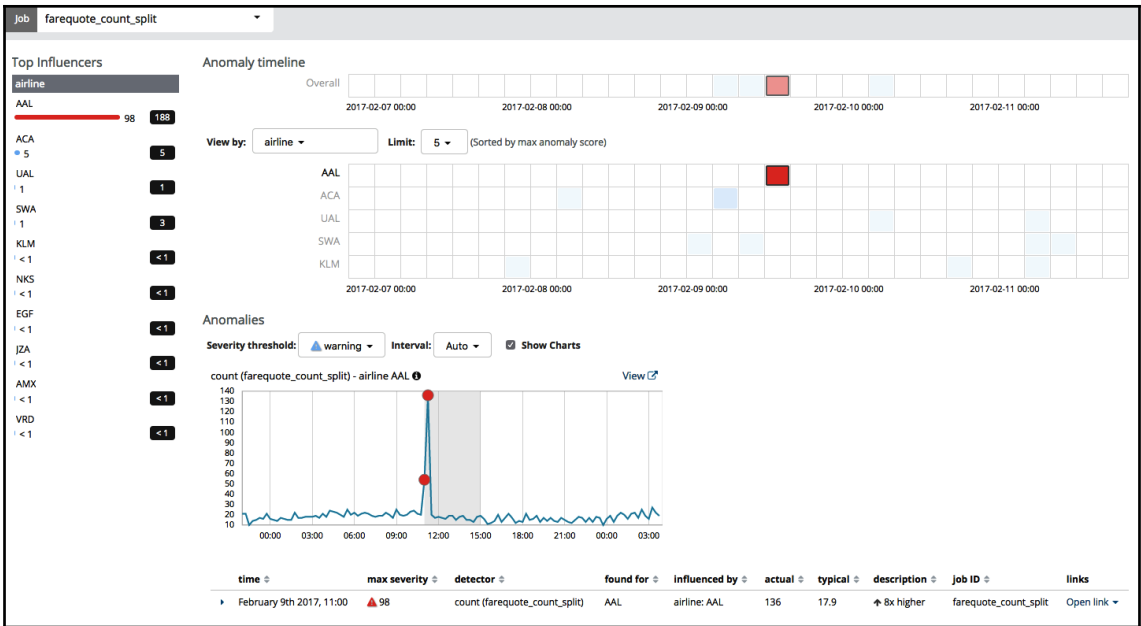 Job farequote_count_split
Top Influencers
airline
AAL
98 188
ACA
5 5
UAL
1 1
SWA
1 3
KLM
< 1 < 1
NKS
< 1 < 1
EGF
< 1 < 1
JZA
< 1 < 1
AMX
< 1 < 1
VRD
< 1 < 1
Anomaly timeline
Overall
2017-02-07 00:00 2017-02-08 00:00 2017-02-09 00:00 2017-02-10 00:00 2017-02-11 00:00
View by: airline Limit: 5 (Sorted by max anomaly score)
AAL
ACA
UAL
SWA
KLM
2017-02-07 00:00 2017-02-08 00:00 2017-02-09 00:00 2017-02-10 00:00 2017-02-11 00:00
Anomalies
Severity threshold: warning Interval: Auto Show Charts
count (farequote_count_split) - airline AAL View
140
130
120
110
100
90
80
70
60
50
40
30
20
10
00:00 03:00 06:00 09:00 12:00 15:00 18:00 21:00 00:00 03:00
time max severity detector found for influenced by actual typical description job ID links
February 9th 2017, 11:00 98 count (farequote_count_split) AAL airline: AAL 136 17.9 8x higher farequote_count_split Open link